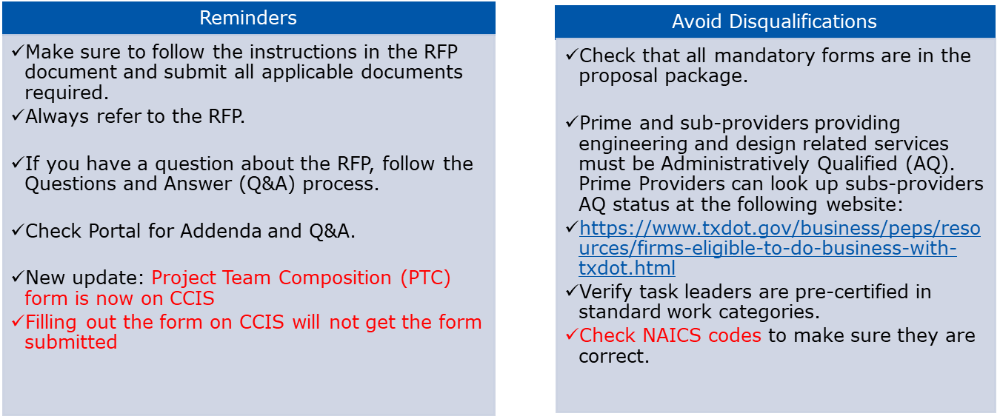 Reminders
✓Make sure to follow the instructions in the RFP
document and submit all applicable documents
required.
✓Always refer to the RFP.
✓If you have a question about the RFP, follow the
Questions and Answer (Q&A) process.
✓Check Portal for Addenda and Q&A.
✓New update: Project Team Composition (PTC)
form is now on CCIS
✓Filling out the form on CCIS will not get the form
submitted
Avoid Disqualifications
✓Check that all mandatory forms are in the
proposal package.
✓Prime and sub-providers providing
engineering and design related services
must be Administratively Qualified (AQ).
Prime Providers can look up subs-providers
AQ status at the following website:
✓https://www.txdot.gov/business/peps/reso
urces/firms-eligible-to-do-business-with-
txdot.html
✓Verify task leaders are pre-certified in
standard work categories.
✓Check NAICS codes to make sure they are
correct.